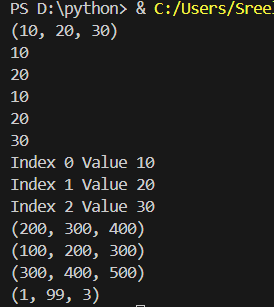 PS D:\python> & C:/Users/Sree
(10, 20, 30)
10
20
10
20
30
Index 0 Value 10
Index 1 Value 20
Index 2 Value 30
(200, 300, 400)
(100, 200, 300)
(300, 400, 500)
(1, 99, 3)